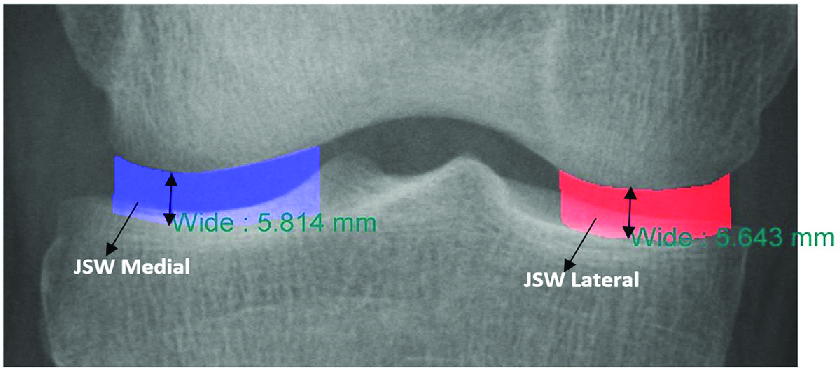 Wide : 5.814 mm
Wide : 5.643 mm
JSW Medial
JSW Lateral